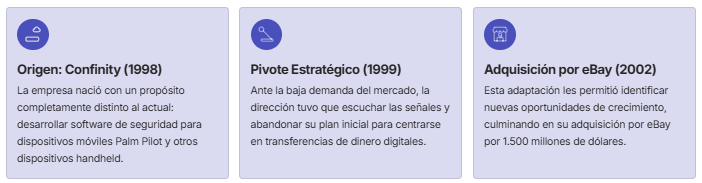 Origen: Confinity (1998)
La empresa nació con un propósito
completamente distinto al actual:
desarrollar software de seguridad para
dispositivos móviles Palm Pilot y otros
dispositivos handheld.
Pivote Estratégico (1999)
Ante la baja demanda del mercado, la
dirección tuvo que escuchar las señales y
abandonar su plan inicial para centrarse
en transferencias de dinero digitales.
Adquisición por eBay (2002)
Esta adaptación les permitió identificar
nuevas oportunidades de crecimiento,
culminando en su adquisición por eBay
por 1.500 millones de dólares.